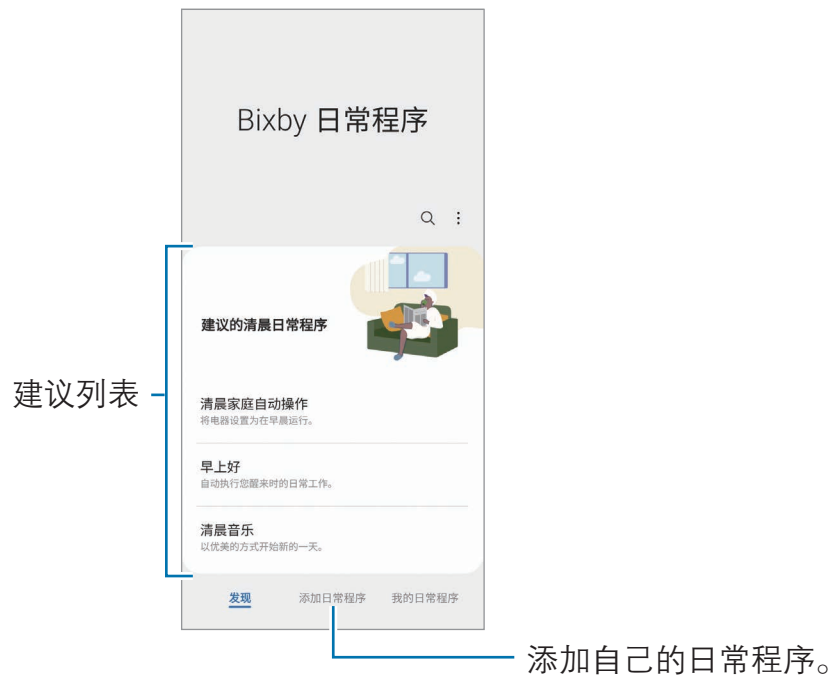 Bixby 日常程序
建议的清晨日常程序
建议列表
清晨家庭自动操作
将电器设置为在早晨运行。
早上好
自动执行您醒来时的日常工作。
清晨音乐
以优美的方式开始新的一天。
发现 添加日常程序 我的日常程序
添加自己的日常程序。